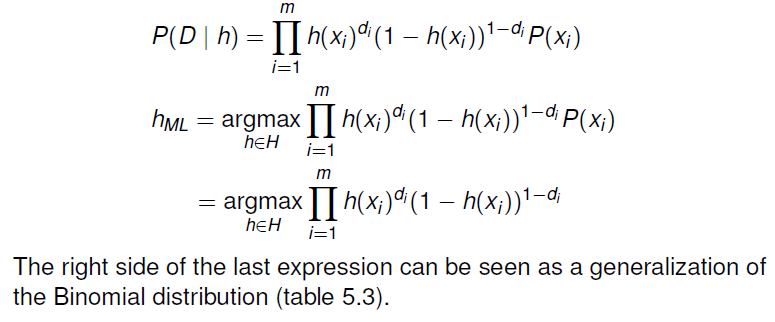 P(D | h) = ∏_{i=1}^{m} h(x_i)^{d_i}(1 − h(x_i))^{1−d_i} P(x_i)
h_{ML} = argmax_{h∈H} ∏_{i=1}^{m} h(x_i)^{d_i}(1 − h(x_i))^{1−d_i} P(x_i)
= argmax_{h∈H} ∏_{i=1}^{m} h(x_i)^{d_i}(1 − h(x_i))^{1−d_i}
The right side of the last expression can be seen as a generalization of
the Binomial distribution (table 5.3).